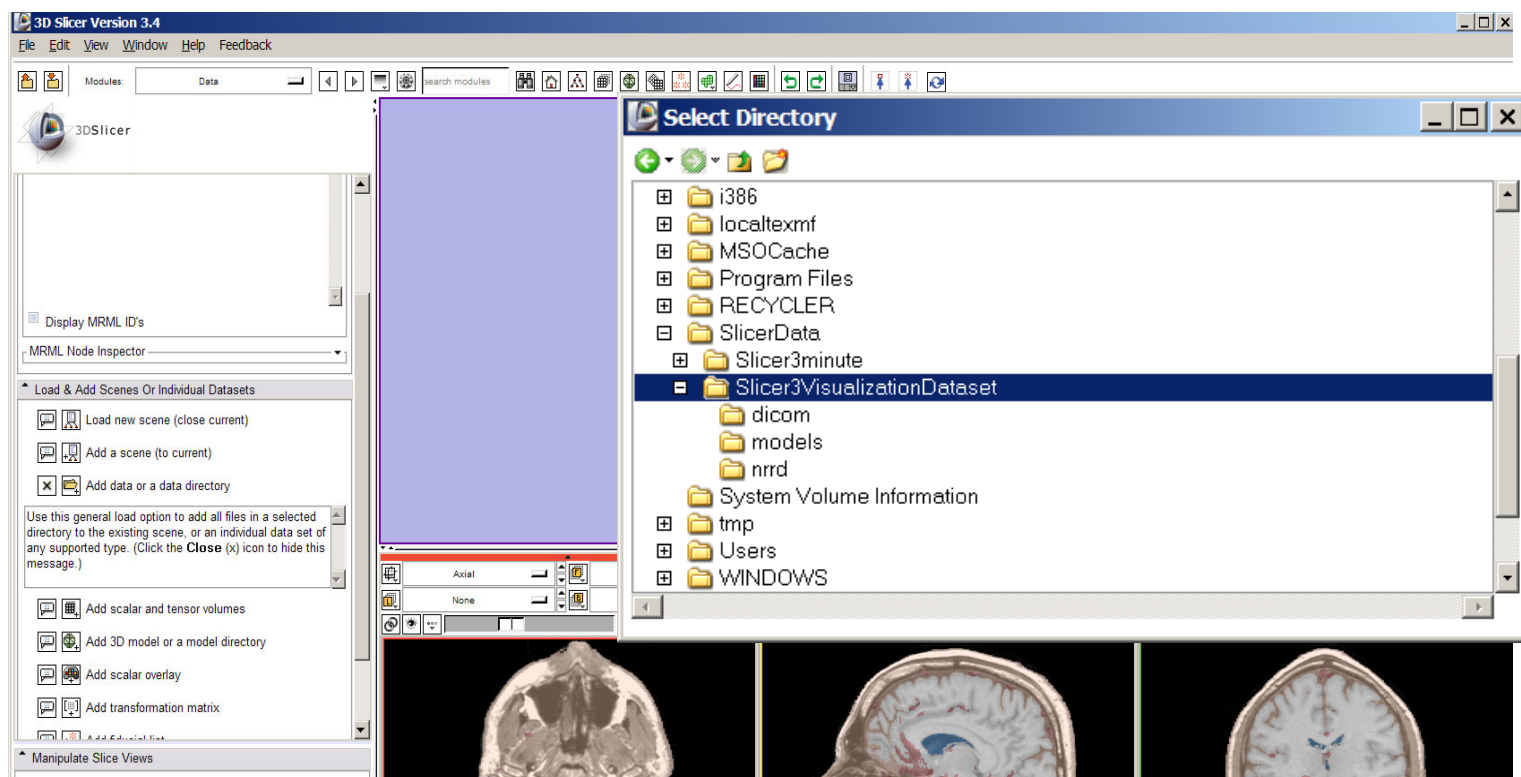 3D Slicer Version 3.4
File Edit View Window Help Feedback
Modules: Data search modules
3DSlicer
Display MRML ID's
MRML Node Inspector
Load & Add Scenes Or Individual Datasets
Load new scene (close current)
Add a scene (to current)
Add data or a data directory
Use this general load option to add all files in a selected
directory to the existing scene, or an individual data set of
any supported type. (Click the Close (x) icon to hide this
message.)
Add scalar and tensor volumes
Add 3D model or a model directory
Add scalar overlay
Add transformation matrix
Add fiducial list
Manipulate Slice Views
Select Directory
i386
localtexmf
MSOCache
Program Files
RECYCLER
SlicerData
Slicer3minute
Slicer3VisualizationDataset
dicom
models
nrrd
System Volume Information
tmp
Users
WINDOWS
Axial
None